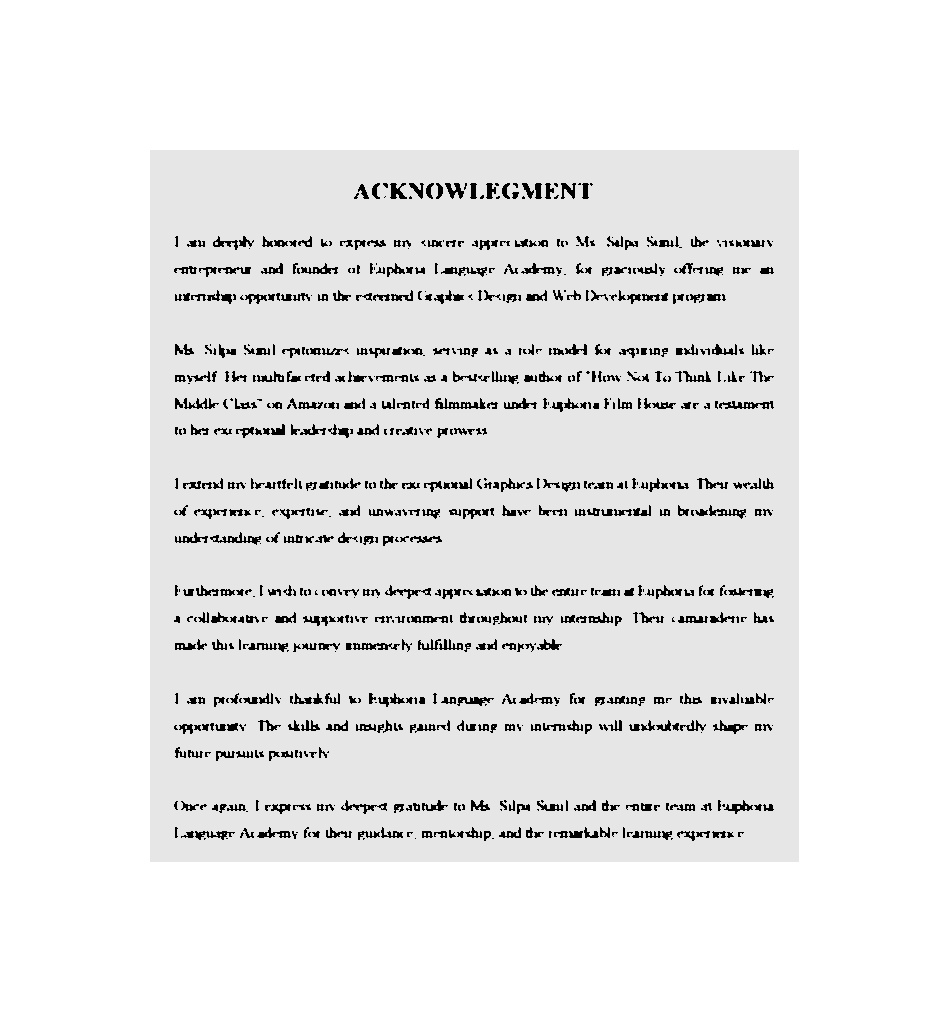 ACKNOWLEGMENT
I am deeply honored to express my sincere appreciation to Ms. Silpa Sunil, the visionary
entrepreneur and founder of Euphoria Language Academy, for graciously offering me an
internship opportunity in the esteemed Graphics Design and Web Development program.
Ms. Silpa Sunil epitomizes inspiration, serving as a role model for aspiring individuals like
myself. Her multifaceted achievements as a bestselling author of "How Not To Think Like The
Middle Class" on Amazon and a talented filmmaker under Euphoria Film House are a testament
to her exceptional leadership and creative prowess.
I extend my heartfelt gratitude to the exceptional Graphics Design team at Euphoria. Their wealth
of experience, expertise, and unwavering support have been instrumental in broadening my
understanding of intricate design processes.
Furthermore, I wish to convey my deepest appreciation to the entire team at Euphoria for fostering
a collaborative and supportive environment throughout my internship. Their camaraderie has
made this learning journey immensely fulfilling and enjoyable.
I am profoundly thankful to Euphoria Language Academy for granting me this invaluable
opportunity. The skills and insights gained during my internship will undoubtedly shape my
future pursuits positively.
Once again, I express my deepest gratitude to Ms. Silpa Sunil and the entire team at Euphoria
Language Academy for their guidance, mentorship, and the remarkable learning experience.